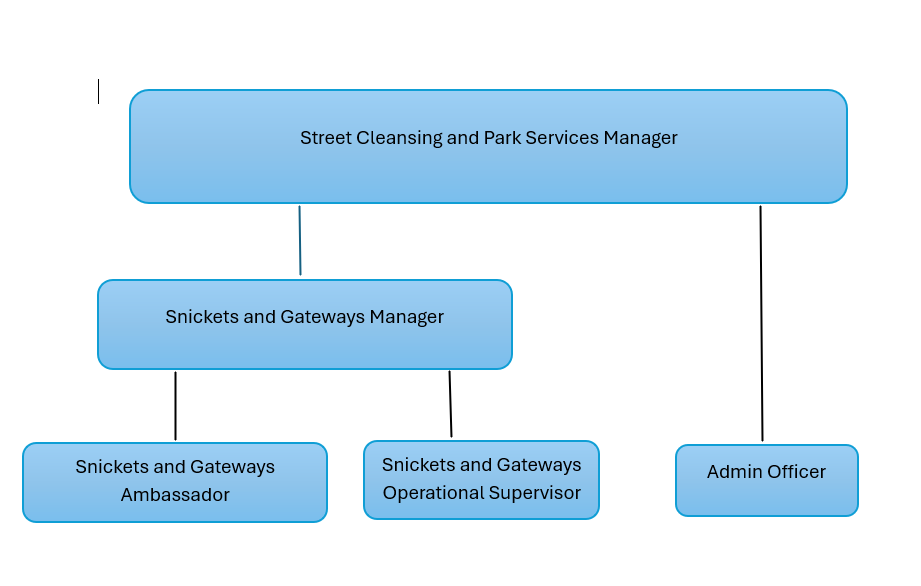 Street Cleansing and Park Services Manager
Snickets and Gateways Manager
Snickets and Gateways
Ambassador
Snickets and Gateways
Operational Supervisor
Admin Officer